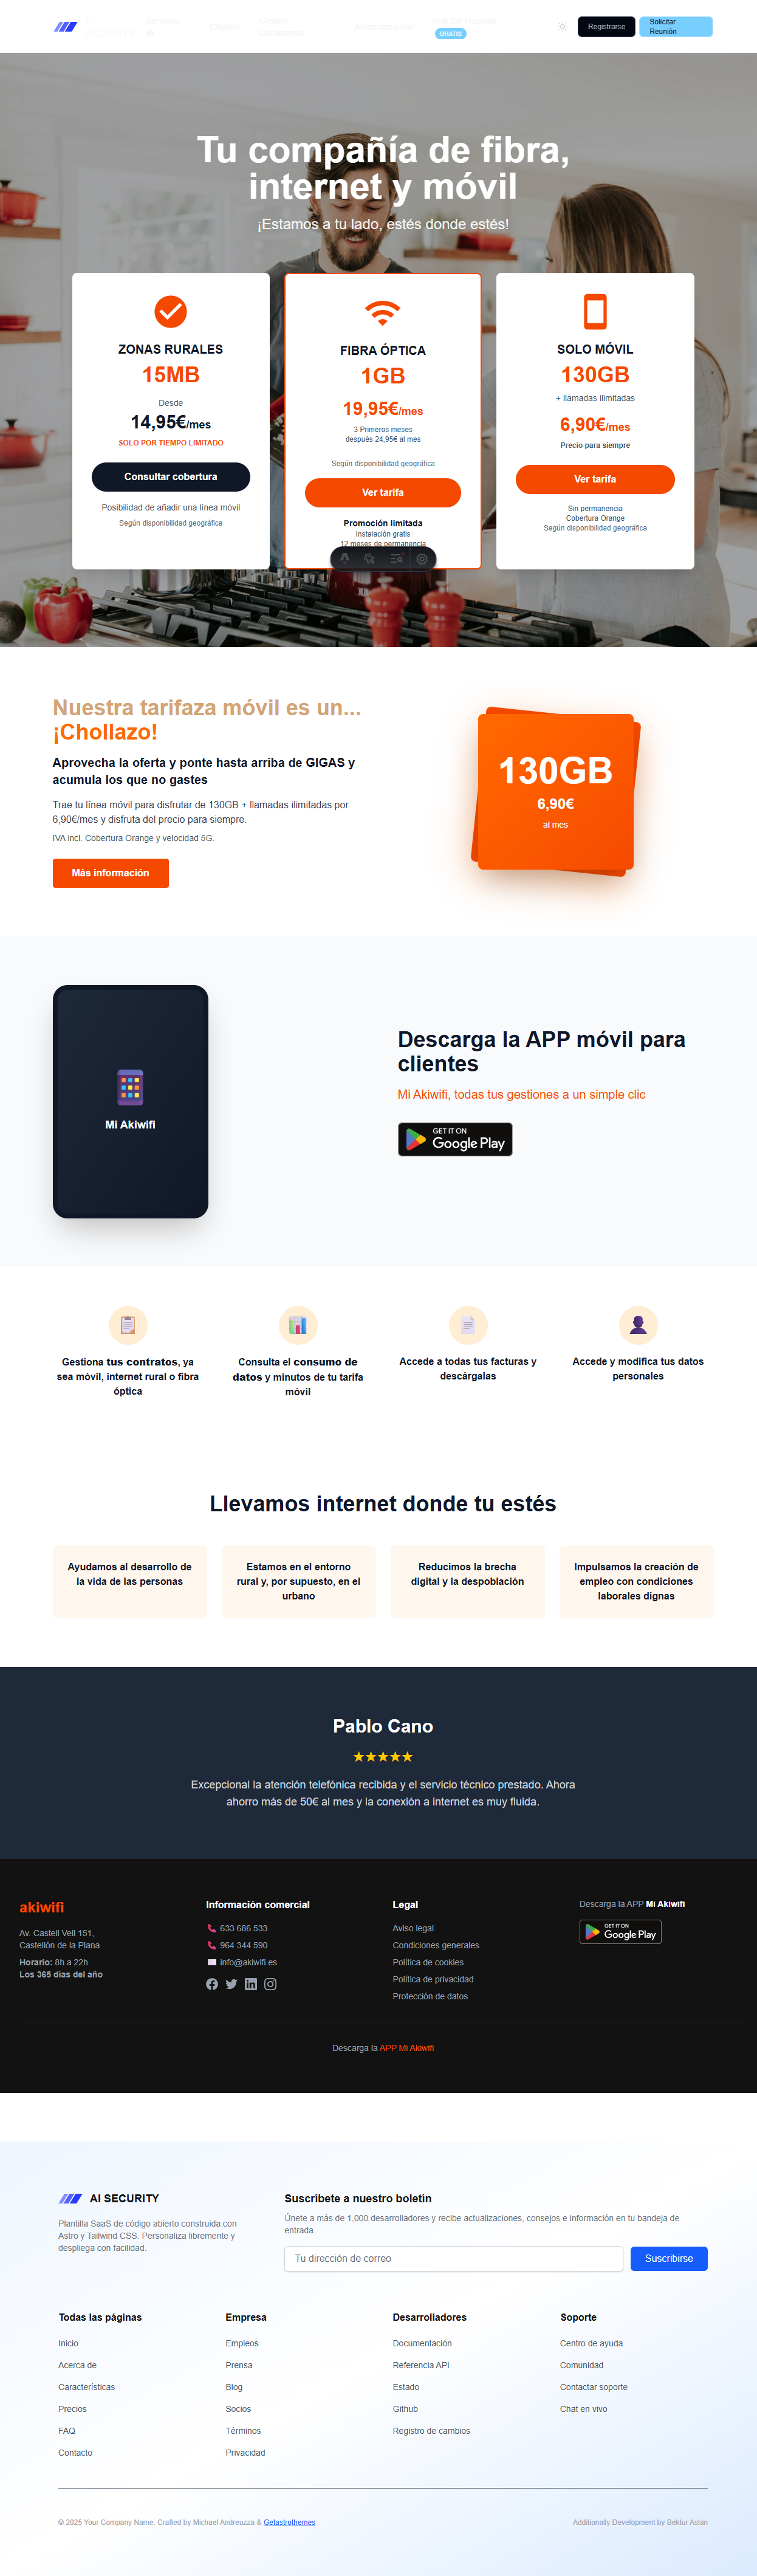 AI
SECURITY
Servicios
IA
Chatbot
Gestión
Documental
Automatización
Solicitar Reunión
GRATIS
Registrarse
Solicitar
Reunión
Tu compañía de fibra,
internet y móvil
¡Estamos a tu lado, estés donde estés!
ZONAS RURALES
15MB
Desde
14,95€/mes
SOLO POR TIEMPO LIMITADO
Consultar cobertura
Posibilidad de añadir una línea móvil
Según disponibilidad geográfica
FIBRA ÓPTICA
1GB
19,95€/mes
3 Primeros meses
después 24,95€ al mes
Según disponibilidad geográfica
Ver tarifa
Promoción limitada
Instalación gratis
12 meses de permanencia
SOLO MÓVIL
130GB
+ llamadas ilimitadas
6,90€/mes
Precio para siempre
Ver tarifa
Sin permanencia
Cobertura Orange
Según disponibilidad geográfica
Nuestra tarifaza móvil es un...
¡Chollazo!
Aprovecha la oferta y ponte hasta arriba de GIGAS y
acumula los que no gastes
Trae tu línea móvil para disfrutar de 130GB + llamadas ilimitadas por
6,90€/mes y disfruta del precio para siempre.
IVA incl. Cobertura Orange y velocidad 5G.
Más información
130GB
6,90€
al mes
Mi Akiwifi
Descarga la APP móvil para
clientes
Mi Akiwifi, todas tus gestiones a un simple clic
GET IT ON
Google Play
Gestiona tus contratos, ya
sea móvil, internet rural o fibra
óptica
Consulta el consumo de
datos y minutos de tu tarifa
móvil
Accede a todas tus facturas y
descárgalas
Accede y modifica tus datos
personales
Llevamos internet donde tu estés
Ayudamos al desarrollo de
la vida de las personas
Estamos en el entorno
rural y, por supuesto, en el
urbano
Reducimos la brecha
digital y la despoblación
Impulsamos la creación de
empleo con condiciones
laborales dignas
Pablo Cano
★★★★★
Excepcional la atención telefónica recibida y el servicio técnico prestado. Ahora
ahorro más de 50€ al mes y la conexión a internet es muy fluida.
akiwifi
Av. Castell Vell 151,
Castellón de la Plana
Horario: 8h a 22h
Los 365 días del año
Información comercial
633 686 533
964 344 590
info@akiwifi.es
Legal
Aviso legal
Condiciones generales
Política de cookies
Política de privacidad
Protección de datos
Descarga la APP Mi Akiwifi
GET IT ON
Google Play
Descarga la APP Mi Akiwifi
AI SECURITY
Plantilla SaaS de código abierto construida con
Astro y Tailwind CSS. Personaliza libremente y
despliega con facilidad.
Suscríbete a nuestro boletín
Únete a más de 1,000 desarrolladores y recibe actualizaciones, consejos e información en tu bandeja de
entrada.
Tu dirección de correo
Suscribirse
Todas las páginas
Inicio
Acerca de
Características
Precios
FAQ
Contacto
Empresa
Empleos
Prensa
Blog
Socios
Términos
Privacidad
Desarrolladores
Documentación
Referencia API
Estado
Github
Registro de cambios
Soporte
Centro de ayuda
Comunidad
Contactar soporte
Chat en vivo
© 2025 Your Company Name. Crafted by Michael Andreuzza & Getastrothemes
Additionally Development by Bektur Aslan